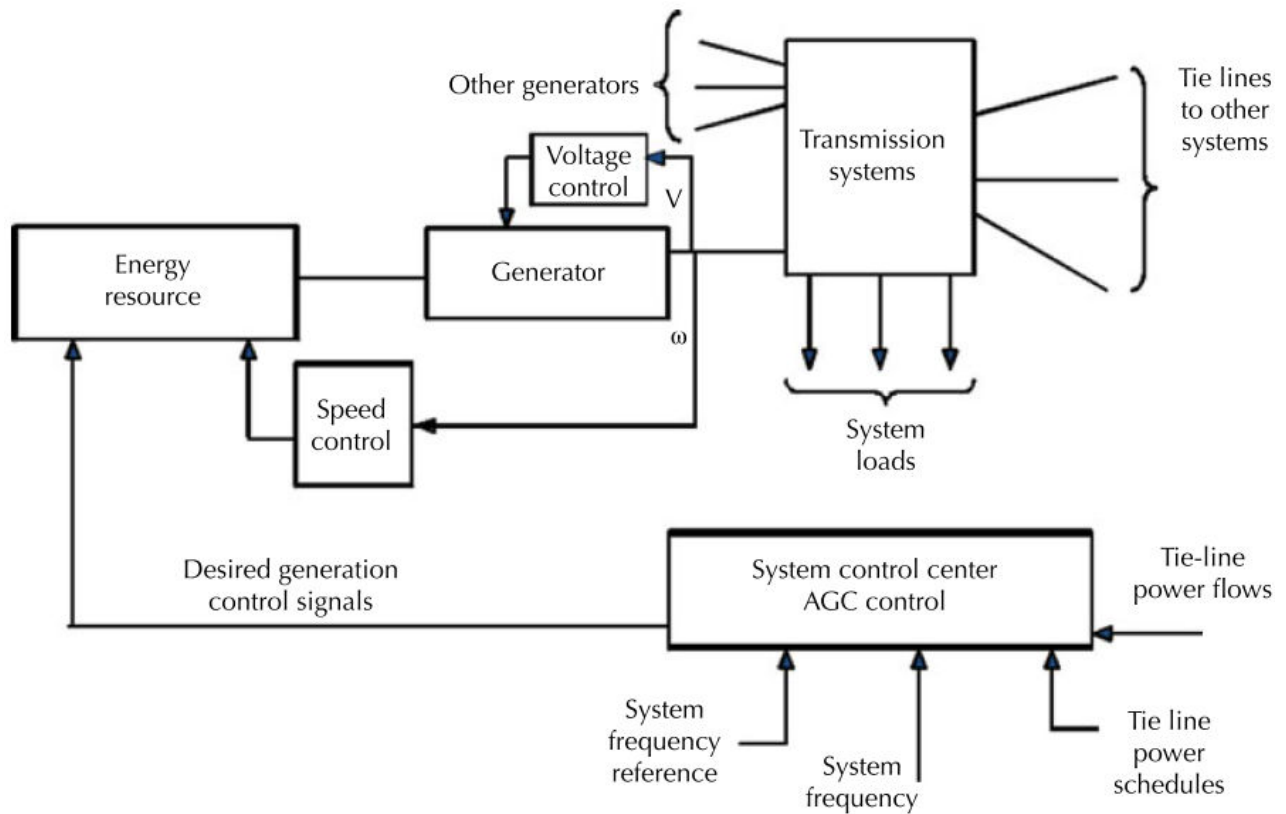 Other generators
Tie lines
to other
systems
Transmission
systems
Voltage
control
V
Energy
resource
Generator
ω
Speed
control
System
loads
Desired generation
control signals
System control center
AGC control
Tie-line
power flows
System
frequency
reference
System
frequency
Tie line
power
schedules